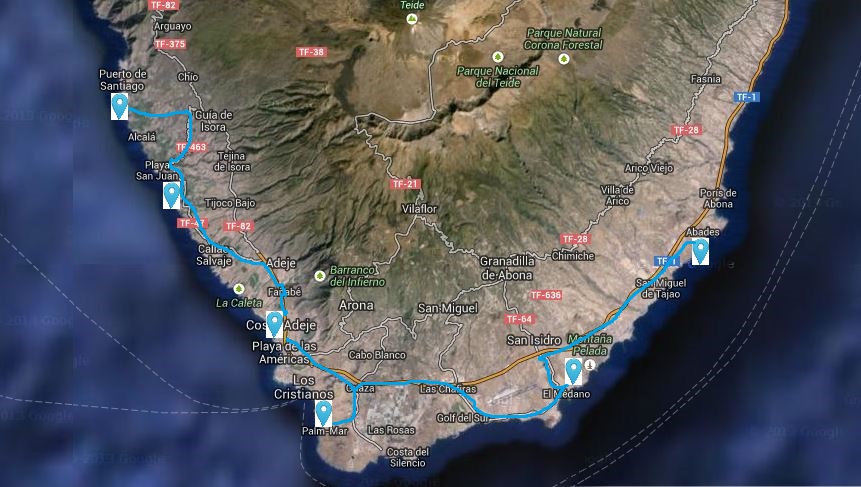 TF-82
Teide
Arguayo
Parque Natural
Corona Forestal
TF-375
TF-38
Puerto de
Santiago
Chio
Parque Nacional
del Teide
Fasnia
TF-1
Guía de
Isora
Alcalá
TF-463
TF-28
Playa
San Juan
Tejina
de Isora
Arico Viejo
TF-21
Villa de
Arico
Porís de
Abona
Tijoco Bajo
Vilaflor
TF-47
TF-82
Abades
TF-28
Callao
Salvaje
Chimiche
Adeje
Granadilla
de Abona
TF-1
Google
Barranco
del Infierno
San Miguel
de Tajao
Fañabé
La Caleta
TF-636
Arona
San Miguel
TF-64
Costa Adeje
San Isidro
Montaña
Pelada
Playa de las
Américas
Cabo Blanco
Los
Cristianos
Guaza
Las Chafiras
El Médano
Golf del Sur
Palm-Mar
Las Rosas
Costa del
Silencio